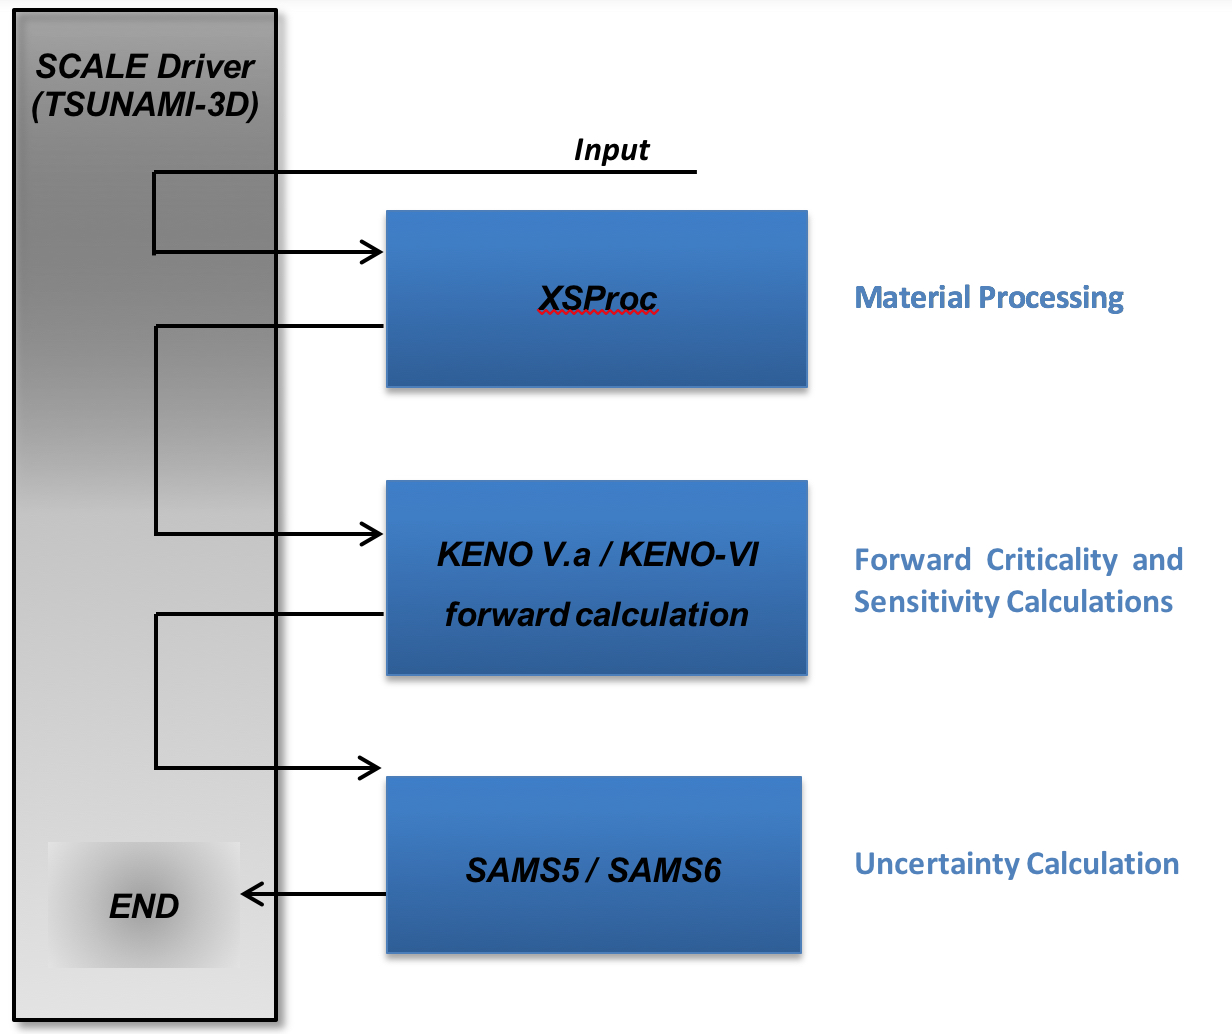 SCALE Driver
(TSUNAMI-3D)
Input
XSProc
Material Processing
KENO V.a / KENO-VI
forward calculation
Forward Criticality and
Sensitivity Calculations
SAMS5 / SAMS6
Uncertainty Calculation
END